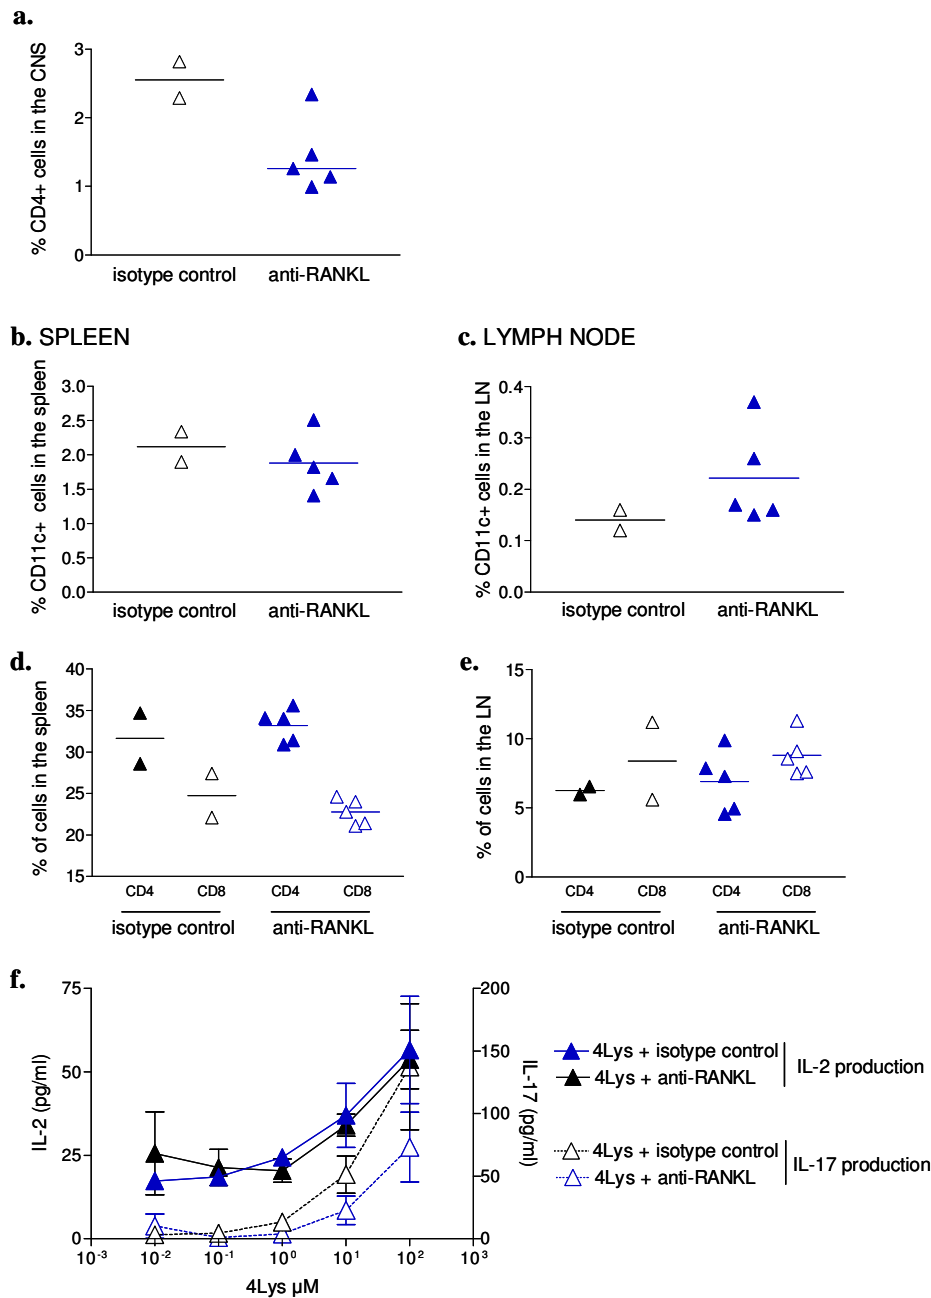 a.
% CD4+ cells in the CNS
3
2
1
0
isotype control
anti-RANKL
b. SPLEEN
% CD11c+ cells in the spleen
3.0
2.5
2.0
1.5
1.0
0.5
0.0
isotype control
anti-RANKL
c. LYMPH NODE
% CD11c+ cells in the LN
0.4
0.3
0.2
0.1
0.0
isotype control
anti-RANKL
d.
% of cells in the spleen
40
35
30
25
20
15
CD4 CD8 CD4 CD8
isotype control
anti-RANKL
e.
% of cells in the LN
15
10
5
0
CD4 CD8 CD4 CD8
isotype control
anti-RANKL
f.
IL-2 (pg/ml)
75
50
25
0
10-3 10-2 10-1 100 101 102 103
4Lys µM
200
150
100
50
0
IL-17 (pg/ml)
4Lys + isotype control
4Lys + anti-RANKL
IL-2 production
4Lys + isotype control
4Lys + anti-RANKL
IL-17 production